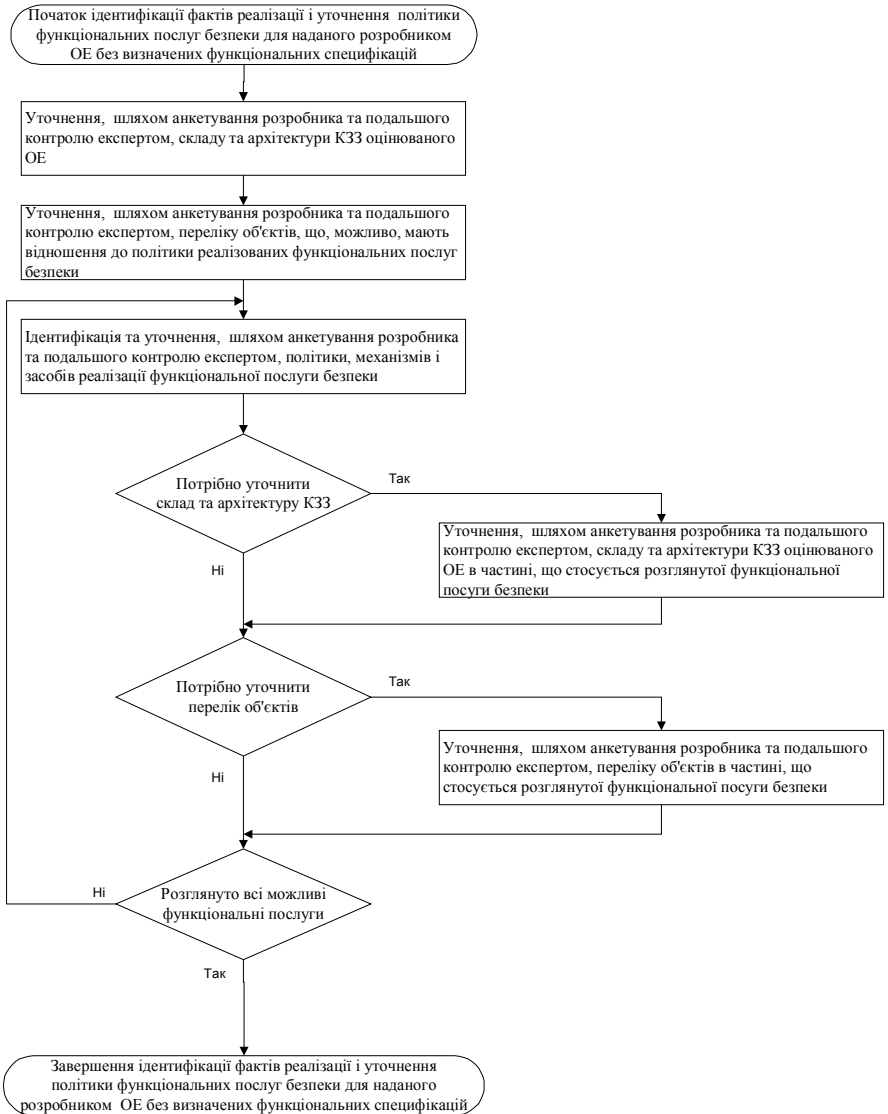 Початок ідентифікації фактів реалізації і уточнення політики
функціональних послуг безпеки для наданого розробником
ОЕ без визначених функціональних специфікацій
Уточнення, шляхом анкетування розробника та подальшого
контролю експертом, складу та архітектури КЗЗ оцінюваного
ОЕ
Уточнення, шляхом анкетування розробника та подальшого
контролю експертом, переліку об'єктів, що, можливо, мають
відношення до політики реалізованих функціональних послуг
безпеки
Ідентифікація та уточнення, шляхом анкетування розробника
та подальшого контролю експертом, політики, механізмів і
засобів реалізації функціональної послуги безпеки
Потрібно уточнити
склад та архітектуру КЗЗ
Так
Ні
Уточнення, шляхом анкетування розробника та подальшого
контролю експертом, складу та архітектури КЗЗ оцінюваного
ОЕ в частині, що стосується розглянутої функціональної
посуги безпеки
Потрібно уточнити
перелік об'єктів
Так
Ні
Уточнення, шляхом анкетування розробника та подальшого
контролю експертом, переліку об'єктів в частині, що
стосується розглянутої функціональної посуги безпеки
Розглянуто всі можливі
функціональні послуги
Ні
Так
Завершення ідентифікації фактів реалізації і уточнення
політики функціональних послуг безпеки для наданого
розробником ОЕ без визначених функціональних специфікацій